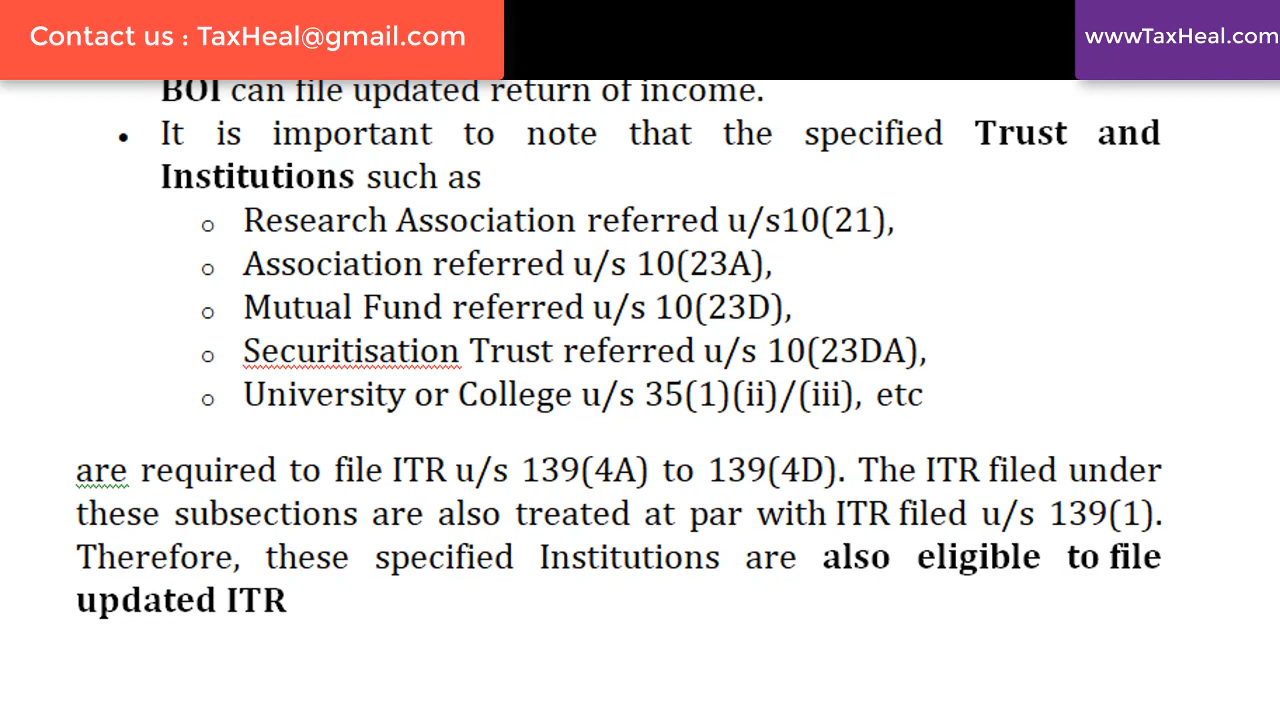 Contact us : TaxHeal@gmail.com
wwwTaxHeal.com
BOI can file updated return of income.
• It is important to note that the specified Trust and
Institutions such as
o Research Association referred u/s10(21),
o Association referred u/s 10(23A),
o Mutual Fund referred u/s 10(23D),
o Securitisation Trust referred u/s 10(23DA),
o University or College u/s 35(1)(ii)/(iii), etc
are required to file ITR u/s 139(4A) to 139(4D). The ITR filed under
these subsections are also treated at par with ITR filed u/s 139(1).
Therefore, these specified Institutions are also eligible to file
updated ITR